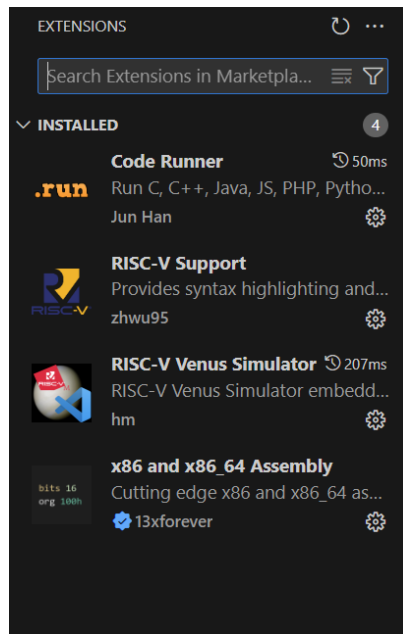 EXTENSIONS
Search Extensions in Marketpla...
INSTALLED
4
Code Runner
50ms
.run
Run C, C++, Java, JS, PHP, Pytho...
Jun Han
RISC-V Support
Provides syntax highlighting and...
RISC-V
zhwu95
RISC-V Venus Simulator
207ms
RISC-V Venus Simulator embedd...
hm
x86 and x86_64 Assembly
bits 16
org 100h
Cutting edge x86 and x86_64 as...
13xforever